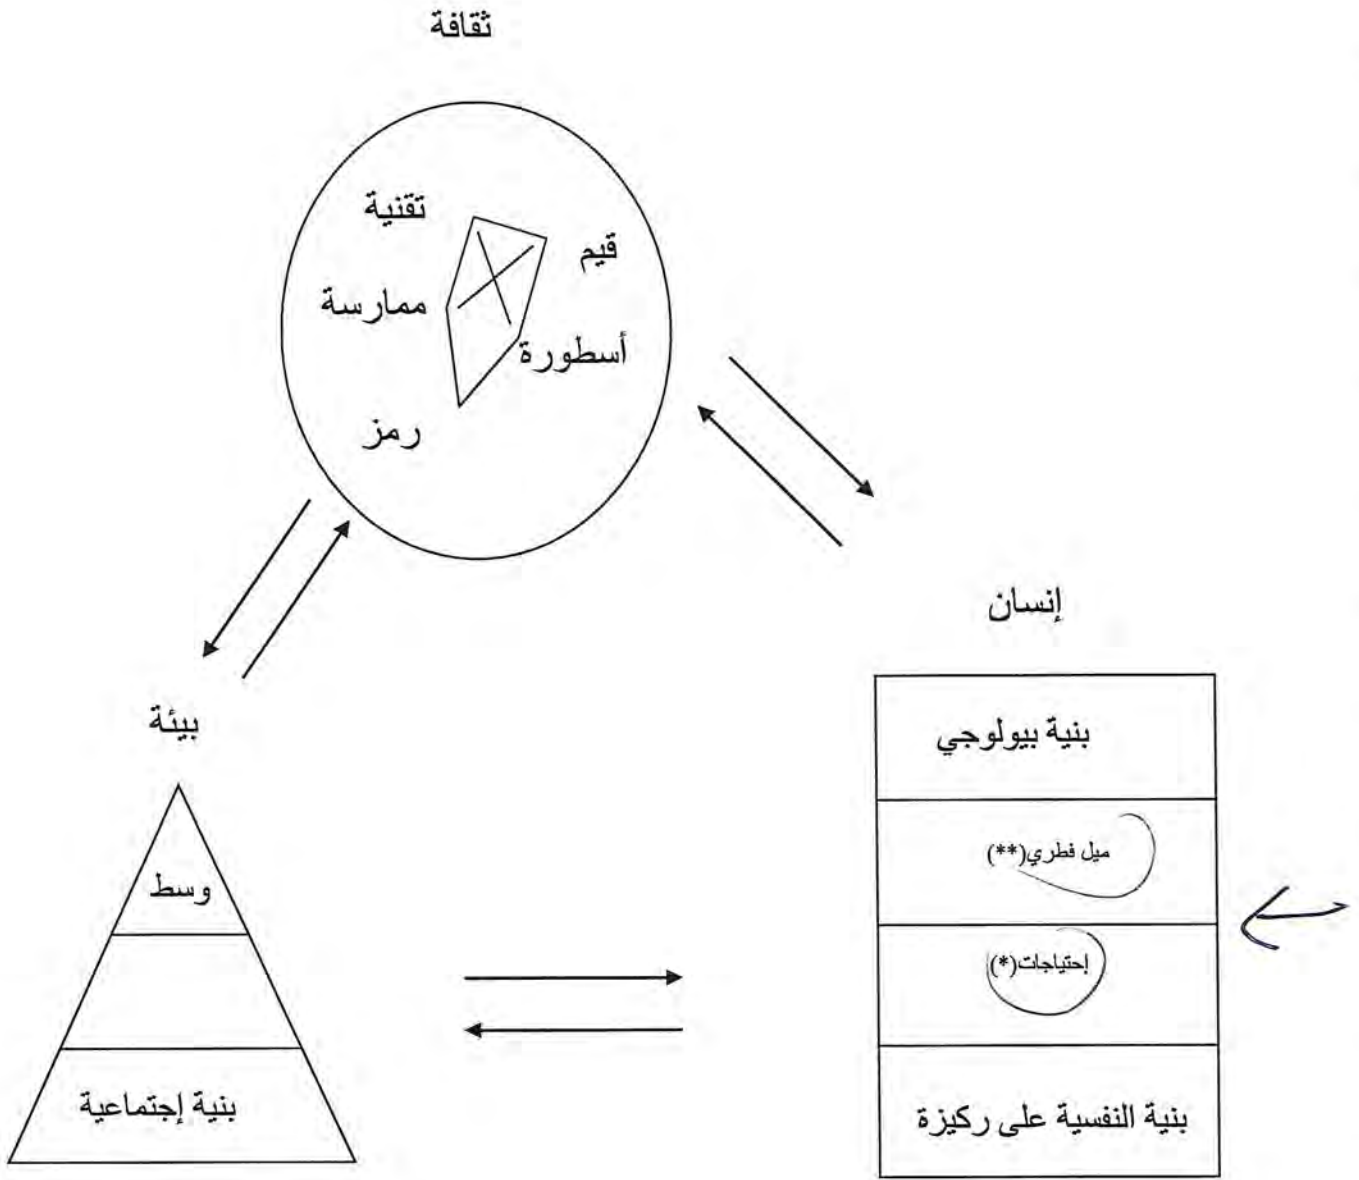 ثقافة
تقنية
قيم
ممارسة
أسطورة
رمز
إنسان
بيئة
بنية بيولوجي
ميل فطري(**)
وسط
إحتياجات(*)
بنية إجتماعية
بنية النفسية على ركيزة